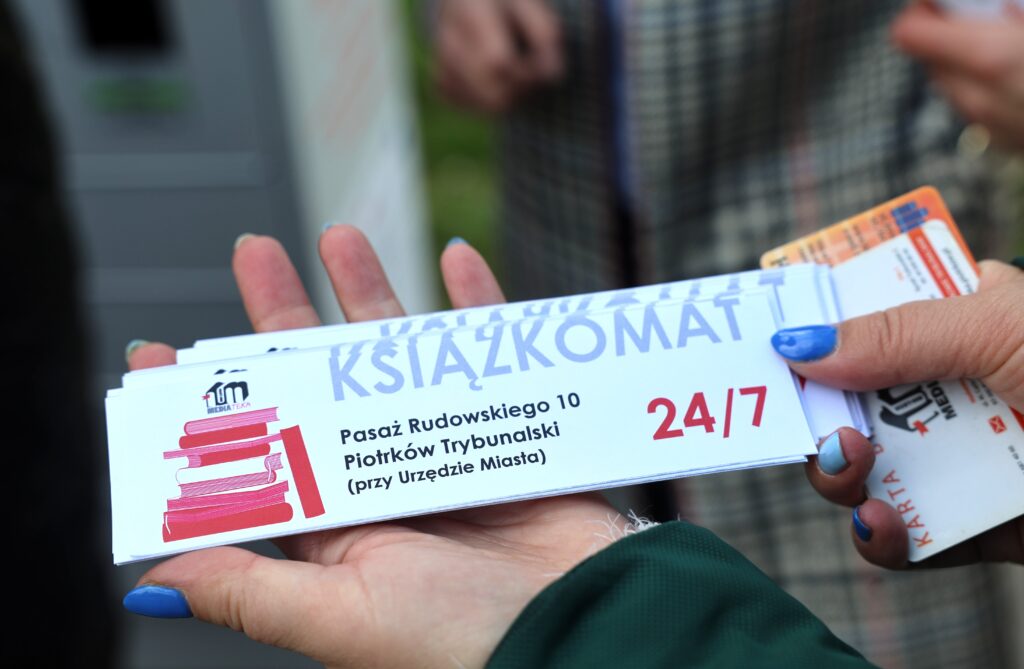 KSIĄŻKOMAT
MEDIATEKA
Pasaż Rudowskiego 10
Piotrków Trybunalski
(przy Urzędzie Miasta)
24/7
KARTA